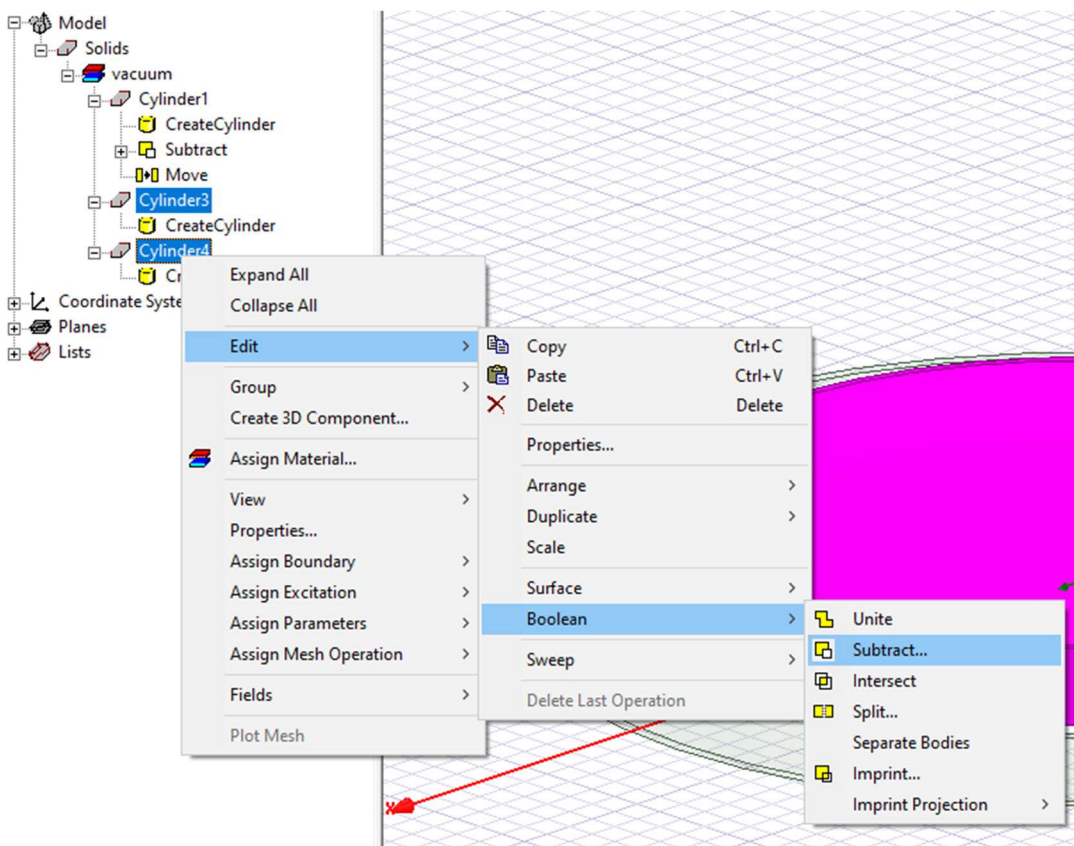 Model
Solids
vacuum
Cylinder1
CreateCylinder
Subtract
Move
Cylinder3
CreateCylinder
Cylinder4
Cr
Coordinate Syste
Planes
Lists
Expand All
Collapse All
Edit
Group
Create 3D Component...
Assign Material...
View
Properties...
Assign Boundary
Assign Excitation
Assign Parameters
Assign Mesh Operation
Fields
Plot Mesh
Copy Ctrl+C
Paste Ctrl+V
Delete Delete
Properties...
Arrange
Duplicate
Scale
Surface
Boolean
Sweep
Delete Last Operation
Unite
Subtract...
Intersect
Split...
Separate Bodies
Imprint...
Imprint Projection
X